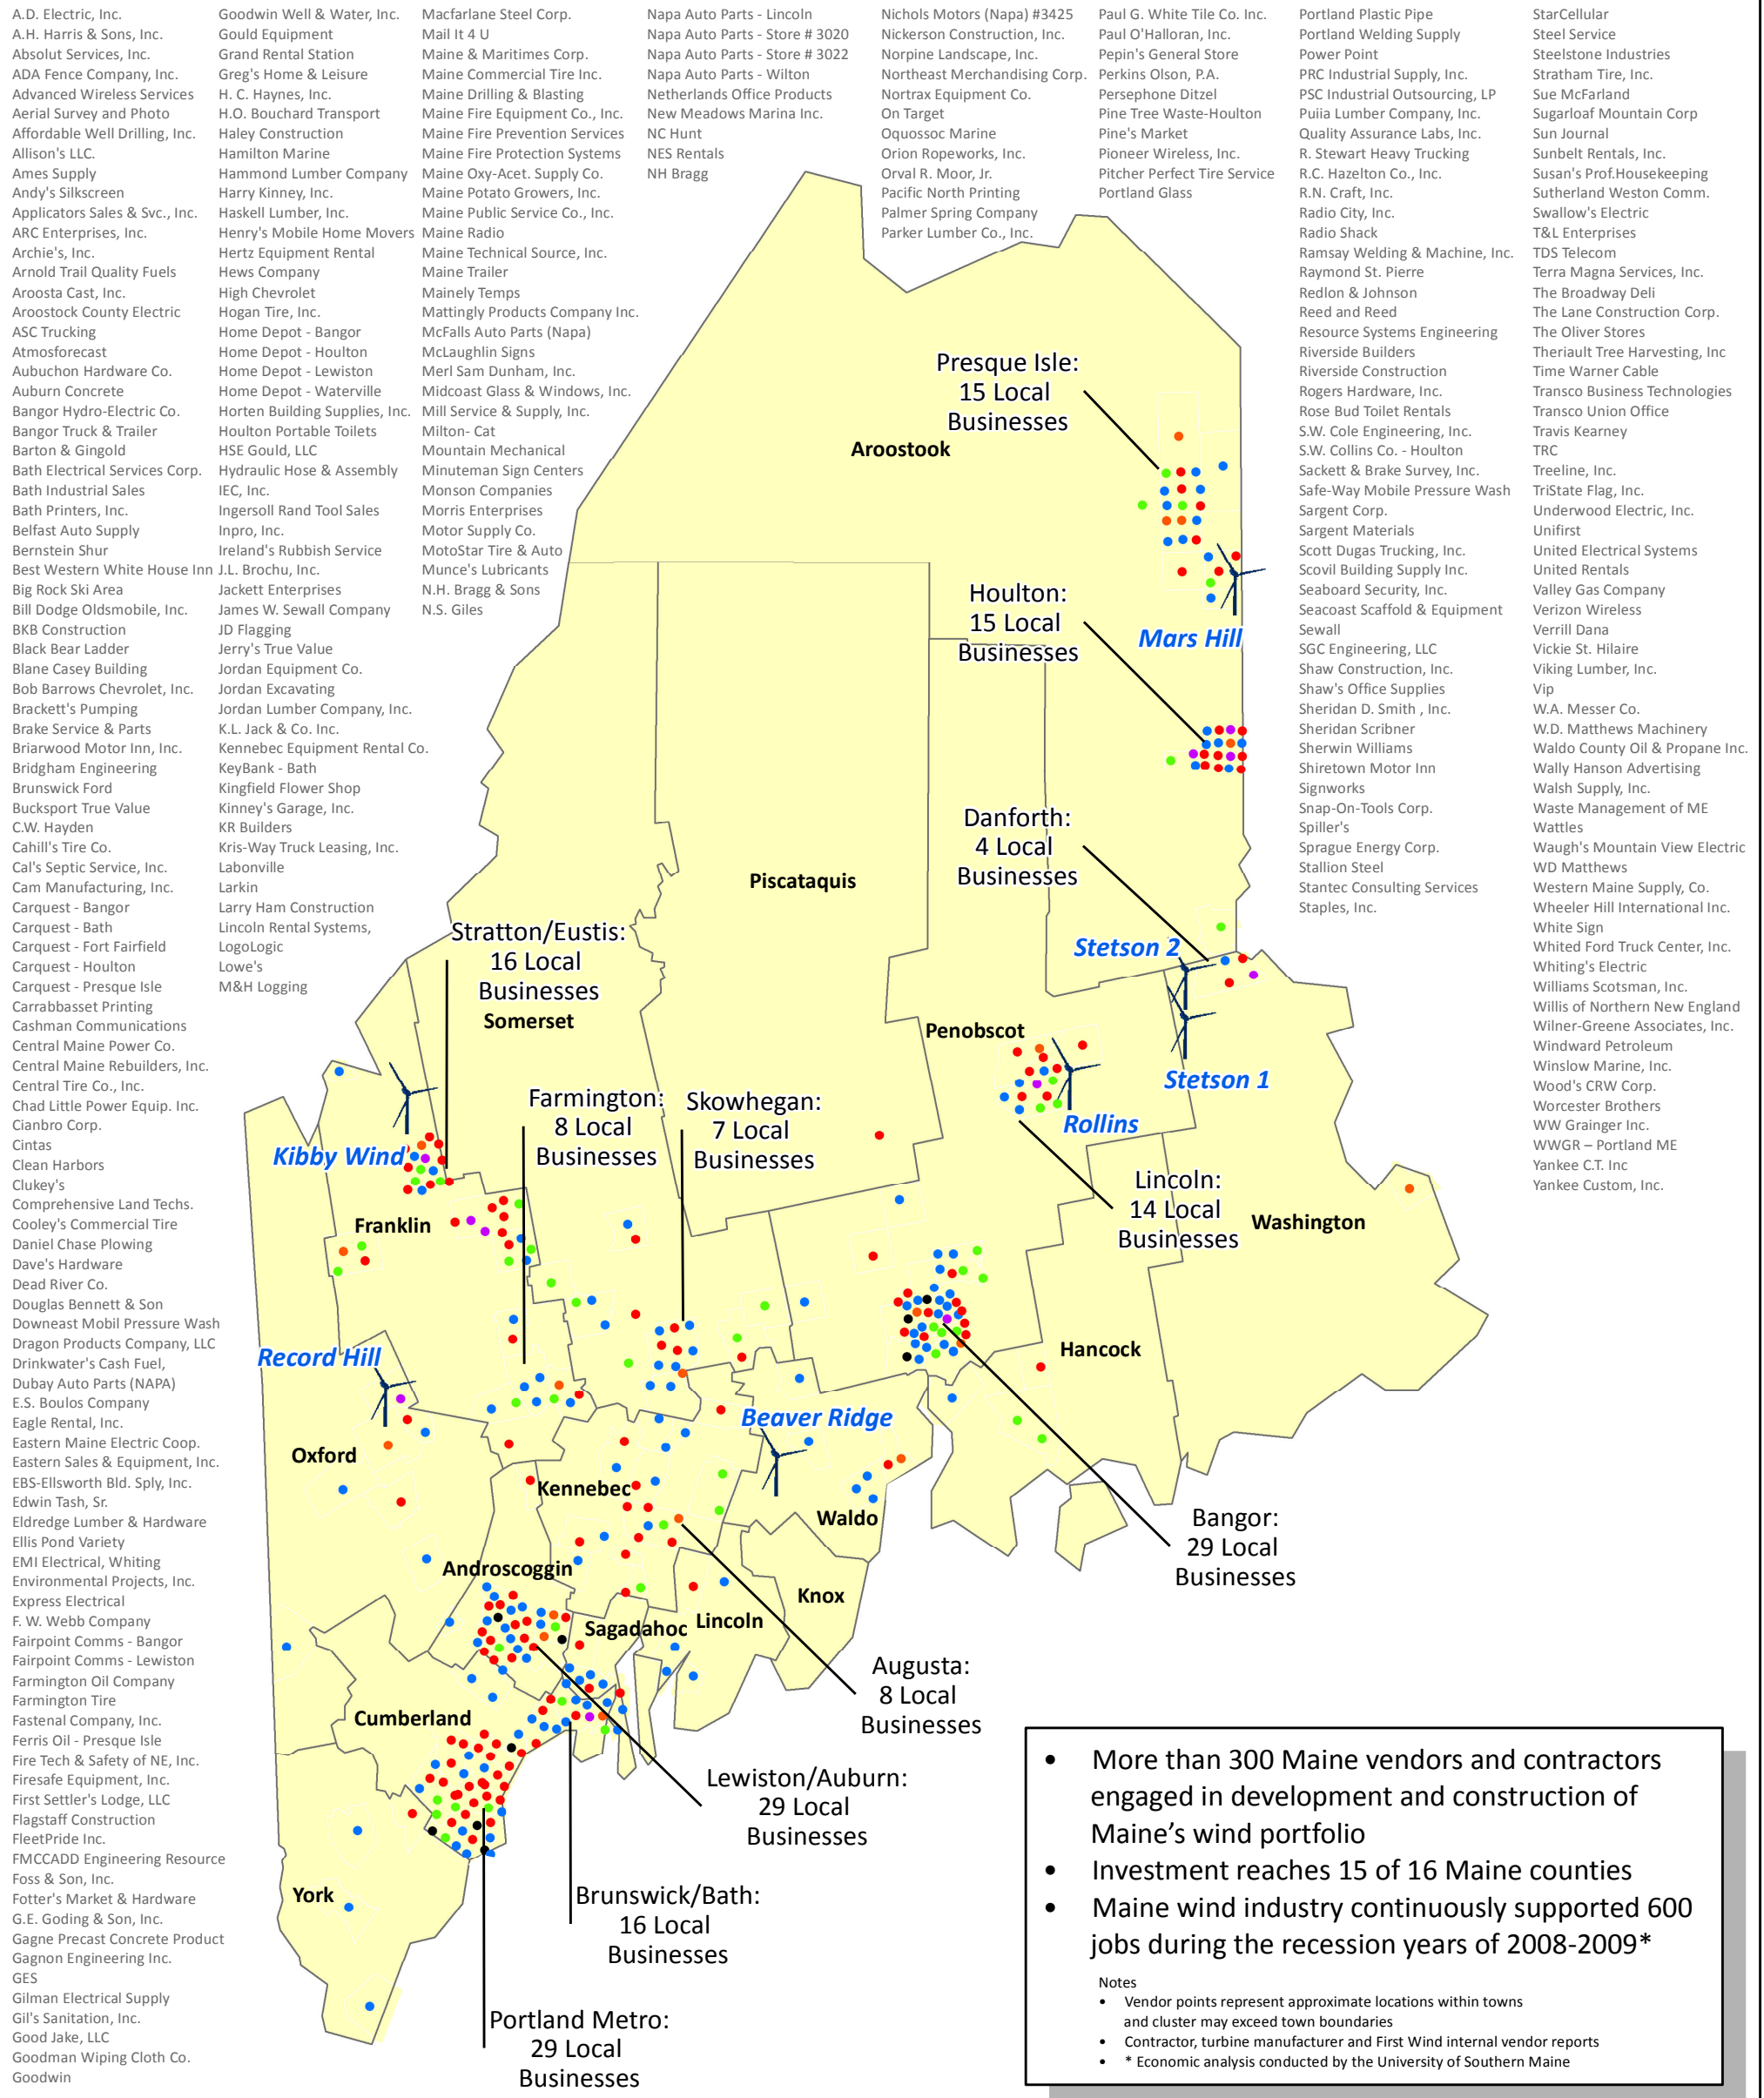 A.D. Electric, Inc.
A.H. Harris & Sons, Inc.
Absolut Services, Inc.
ADA Fence Company, Inc.
Advanced Wireless Services
Aerial Survey and Photo
Affordable Well Drilling, Inc.
Allison's LLC.
Ames Supply
Andy's Silkscreen
Applicators Sales & Svc., Inc.
ARC Enterprises, Inc.
Archie's, Inc.
Arnold Trail Quality Fuels
Aroosta Cast, Inc.
Aroostock County Electric
ASC Trucking
Atmosforecast
Aubuchon Hardware Co.
Auburn Concrete
Bangor Hydro-Electric Co.
Bangor Truck & Trailer
Barton & Gingold
Bath Electrical Services Corp.
Bath Industrial Sales
Bath Printers, Inc.
Belfast Auto Supply
Bernstein Shur
Best Western White House Inn
Big Rock Ski Area
Bill Dodge Oldsmobile, Inc.
BKB Construction
Black Bear Ladder
Blane Casey Building
Bob Barrows Chevrolet, Inc.
Brackett's Pumping
Brake Service & Parts
Briarwood Motor Inn, Inc.
Bridgham Engineering
Brunswick Ford
Bucksport True Value
C.W. Hayden
Cahill's Tire Co.
Cal's Septic Service, Inc.
Cam Manufacturing, Inc.
Carquest - Bangor
Carquest - Bath
Carquest - Fort Fairfield
Carquest - Houlton
Carquest - Presque Isle
Carrabbasset Printing
Cashman Communications
Central Maine Power Co.
Central Maine Rebuilders, Inc.
Central Tire Co., Inc.
Chad Little Power Equip. Inc.
Cianbro Corp.
Cintas
Clean Harbors
Clukey's
Comprehensive Land Techs.
Cooley's Commercial Tire
Daniel Chase Plowing
Dave's Hardware
Dead River Co.
Douglas Bennett & Son
Downeast Mobil Pressure Wash
Dragon Products Company, LLC
Drinkwater's Cash Fuel,
Dubay Auto Parts (NAPA)
E.S. Boulos Company
Eagle Rental, Inc.
Eastern Maine Electric Coop.
Eastern Sales & Equipment, Inc.
EBS-Ellsworth Bld. Sply, Inc.
Edwin Tash, Sr.
Eldredge Lumber & Hardware
Ellis Pond Variety
EMI Electrical, Whiting
Environmental Projects, Inc.
Express Electrical
F. W. Webb Company
Fairpoint Comms - Bangor
Fairpoint Comms - Lewiston
Farmington Oil Company
Farmington Tire
Fastenal Company, Inc.
Ferris Oil - Presque Isle
Fire Tech & Safety of NE, Inc.
Firesafe Equipment, Inc.
First Settler's Lodge, LLC
Flagstaff Construction
FleetPride Inc.
FMCCADD Engineering Resource
Foss & Son, Inc.
Fotter's Market & Hardware
G.E. Goding & Son, Inc.
Gagne Precast Concrete Product
Gagnon Engineering Inc.
GES
Gilman Electrical Supply
Gil's Sanitation, Inc.
Good Jake, LLC
Goodman Wiping Cloth Co.
Goodwin
Goodwin Well & Water, Inc.
Gould Equipment
Grand Rental Station
Greg's Home & Leisure
H. C. Haynes, Inc.
H.O. Bouchard Transport
Haley Construction
Hamilton Marine
Hammond Lumber Company
Harry Kinney, Inc.
Haskell Lumber, Inc.
Henry's Mobile Home Movers
Hertz Equipment Rental
Hews Company
High Chevrolet
Hogan Tire, Inc.
Home Depot - Bangor
Home Depot - Houlton
Home Depot - Lewiston
Home Depot - Waterville
Horten Building Supplies, Inc.
Houlton Portable Toilets
HSE Gould, LLC
Hydraulic Hose & Assembly
IEC, Inc.
Ingersoll Rand Tool Sales
Inpro, Inc.
Ireland's Rubbish Service
J.L. Brochu, Inc.
Jackett Enterprises
James W. Sewall Company
JD Flagging
Jerry's True Value
Jordan Equipment Co.
Jordan Excavating
Jordan Lumber Company, Inc.
K.L. Jack & Co. Inc.
Kennebec Equipment Rental Co.
KeyBank - Bath
Kingfield Flower Shop
Kinney's Garage, Inc.
KR Builders
Kris-Way Truck Leasing, Inc.
Labonville
Larkin
Larry Ham Construction
Lincoln Rental Systems,
LogoLogic
Lowe's
M&H Logging
Macfarlane Steel Corp.
Mail It 4 U
Maine & Maritimes Corp.
Maine Commercial Tire Inc.
Maine Drilling & Blasting
Maine Fire Equipment Co., Inc.
Maine Fire Prevention Services
Maine Fire Protection Systems
Maine Oxy-Acet. Supply Co.
Maine Potato Growers, Inc.
Maine Public Service Co., Inc.
Maine Radio
Maine Technical Source, Inc.
Maine Trailer
Mainely Temps
Mattingly Products Company Inc.
McFalls Auto Parts (Napa)
McLaughlin Signs
Merl Sam Dunham, Inc.
Midcoast Glass & Windows, Inc.
Mill Service & Supply, Inc.
Milton- Cat
Mountain Mechanical
Minuteman Sign Centers
Monson Companies
Morris Enterprises
Motor Supply Co.
MotoStar Tire & Auto
Munce's Lubricants
N.H. Bragg & Sons
N.S. Giles
Napa Auto Parts - Lincoln
Napa Auto Parts - Store # 3020
Napa Auto Parts - Store # 3022
Napa Auto Parts - Wilton
Netherlands Office Products
New Meadows Marina Inc.
NC Hunt
NES Rentals
NH Bragg
Nichols Motors (Napa) #3425
Nickerson Construction, Inc.
Norpine Landscape, Inc.
Northeast Merchandising Corp.
Nortrax Equipment Co.
On Target
Oquossoc Marine
Orion Ropeworks, Inc.
Orval R. Moor, Jr.
Pacific North Printing
Palmer Spring Company
Parker Lumber Co., Inc.
Paul G. White Tile Co. Inc.
Paul O'Halloran, Inc.
Pepin's General Store
Perkins Olson, P.A.
Persephone Ditzel
Pine Tree Waste-Houlton
Pine's Market
Pioneer Wireless, Inc.
Pitcher Perfect Tire Service
Portland Glass
Portland Plastic Pipe
Portland Welding Supply
Power Point
PRC Industrial Supply, Inc.
PSC Industrial Outsourcing, LP
Puiia Lumber Company, Inc.
Quality Assurance Labs, Inc.
R. Stewart Heavy Trucking
R.C. Hazelton Co., Inc.
R.N. Craft, Inc.
Radio City, Inc.
Radio Shack
Ramsay Welding & Machine, Inc.
Raymond St. Pierre
Redlon & Johnson
Reed and Reed
Resource Systems Engineering
Riverside Builders
Riverside Construction
Rogers Hardware, Inc.
Rose Bud Toilet Rentals
S.W. Cole Engineering, Inc.
S.W. Collins Co. - Houlton
Sackett & Brake Survey, Inc.
Safe-Way Mobile Pressure Wash
Sargent Corp.
Sargent Materials
Scott Dugas Trucking, Inc.
Scovil Building Supply Inc.
Seaboard Security, Inc.
Seacoast Scaffold & Equipment
Sewall
SGC Engineering, LLC
Shaw Construction, Inc.
Shaw's Office Supplies
Sheridan D. Smith , Inc.
Sheridan Scribner
Sherwin Williams
Shiretown Motor Inn
Signworks
Snap-On-Tools Corp.
Spiller's
Sprague Energy Corp.
Stallion Steel
Stantec Consulting Services
Staples, Inc.
StarCellular
Steel Service
Steelstone Industries
Stratham Tire, Inc.
Sue McFarland
Sugarloaf Mountain Corp
Sun Journal
Sunbelt Rentals, Inc.
Susan's Prof.Housekeeping
Sutherland Weston Comm.
Swallow's Electric
T&L Enterprises
TDS Telecom
Terra Magna Services, Inc.
The Broadway Deli
The Lane Construction Corp.
The Oliver Stores
Theriault Tree Harvesting, Inc
Time Warner Cable
Transco Business Technologies
Transco Union Office
Travis Kearney
TRC
Treeline, Inc.
TriState Flag, Inc.
Underwood Electric, Inc.
Unifirst
United Electrical Systems
United Rentals
Valley Gas Company
Verizon Wireless
Verrill Dana
Vickie St. Hilaire
Viking Lumber, Inc.
Vip
W.A. Messer Co.
W.D. Matthews Machinery
Waldo County Oil & Propane Inc.
Wally Hanson Advertising
Walsh Supply, Inc.
Waste Management of ME
Wattles
Waugh's Mountain View Electric
WD Matthews
Western Maine Supply, Co.
Wheeler Hill International Inc.
White Sign
Whited Ford Truck Center, Inc.
Whiting's Electric
Williams Scotsman, Inc.
Willis of Northern New England
Wilner-Greene Associates, Inc.
Windward Petroleum
Winslow Marine, Inc.
Wood's CRW Corp.
Worcester Brothers
WW Grainger Inc.
WWGR – Portland ME
Yankee C.T. Inc
Yankee Custom, Inc.
Presque Isle:
15 Local
Businesses
Aroostook
Houlton:
15 Local
Businesses
Mars Hill
Danforth:
4 Local
Businesses
Piscataquis
Stratton/Eustis:
16 Local
Businesses
Somerset
Stetson 2
Penobscot
Stetson 1
Farmington:
8 Local
Businesses
Skowhegan:
7 Local
Businesses
Rollins
Kibby Wind
Lincoln:
14 Local
Businesses
Franklin
Washington
Record Hill
Hancock
Beaver Ridge
Oxford
Kennebec
Waldo
Bangor:
29 Local
Businesses
Androscoggin
Knox
Sagadahoc
Lincoln
Augusta:
8 Local
Businesses
Cumberland
Lewiston/Auburn:
29 Local
Businesses
York
Brunswick/Bath:
16 Local
Businesses
Portland Metro:
29 Local
Businesses
• More than 300 Maine vendors and contractors
engaged in development and construction of
Maine's wind portfolio
• Investment reaches 15 of 16 Maine counties
• Maine wind industry continuously supported 600
jobs during the recession years of 2008-2009*
Notes
• Vendor points represent approximate locations within towns
and cluster may exceed town boundaries
• Contractor, turbine manufacturer and First Wind internal vendor reports
• * Economic analysis conducted by the University of Southern Maine